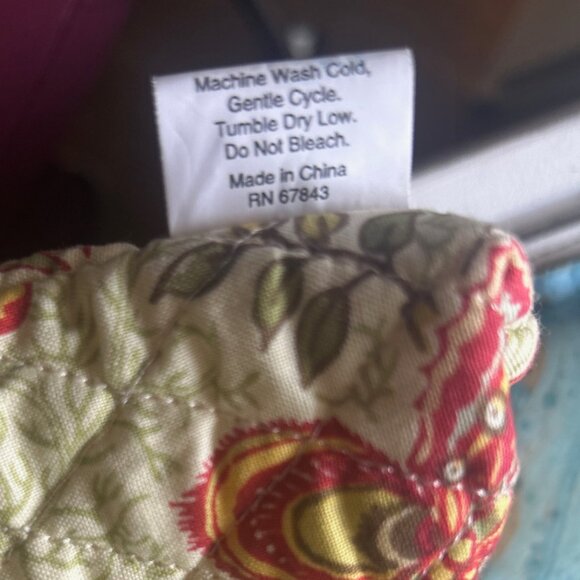 Machine Wash Cold,
Gentle Cycle.
Tumble Dry Low.
Do Not Bleach.
Made in China
RN 67843